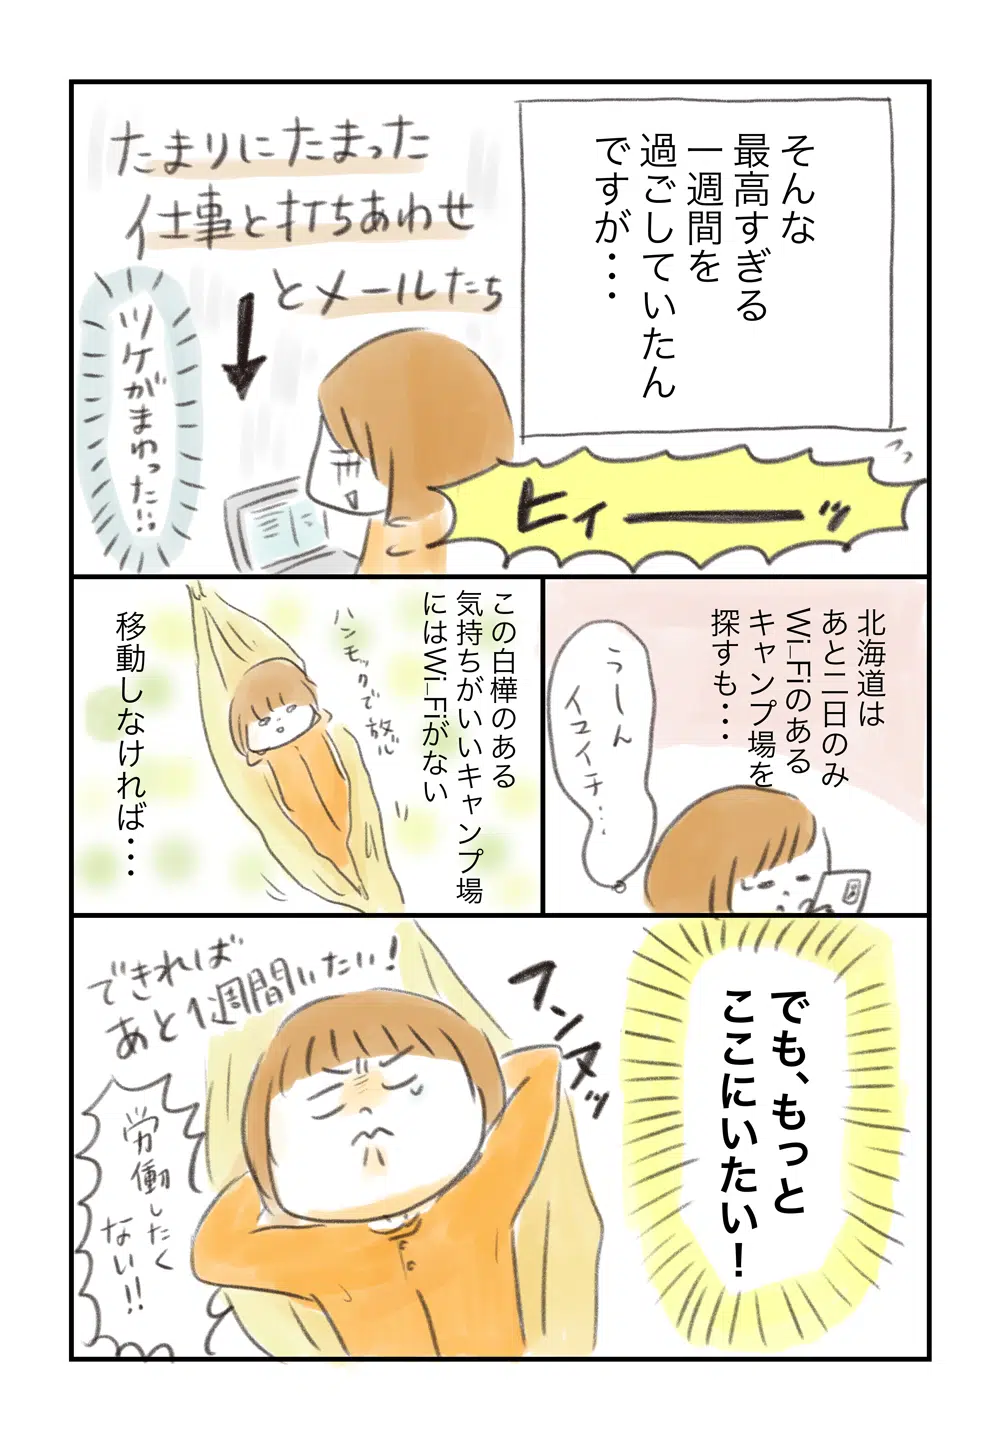 そんな
最高すぎる
一週間を
過ごしていたん
ですが・・・
たまりにたまった
仕事と打ちあわせ
とメールたち
ツケがまわった!!
ヒィーーーッ
北海道は
あと二日のみ
Wi_Fiのある
キャンプ場を
探すも・・・
うーん
イマイチ・・・
この白樺のある
気持ちがいいキャンプ場
にはWi_Fiがない
ハンモックで放心
移動しなければ・・・
でも、もっと
ここにいたい!
できれば
あと1週間いたい!
労働したく
ない!!